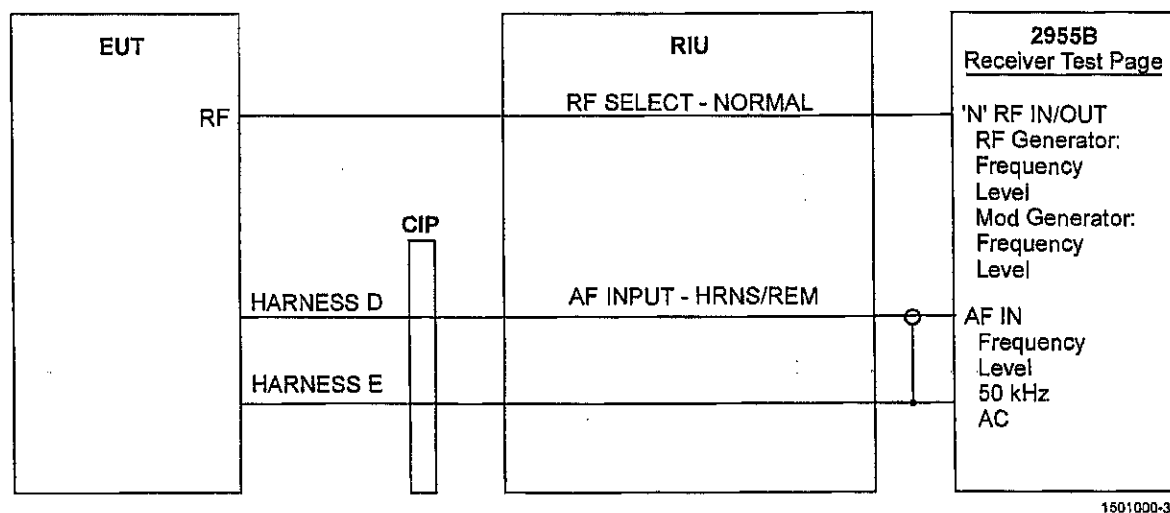 EUT
RF
CIP
HARNESS D
HARNESS E
RIU
RF SELECT - NORMAL
AF INPUT - HRNS/REM
2955B
Receiver Test Page
'N' RF IN/OUT
RF Generator:
Frequency
Level
Mod Generator:
Frequency
Level
AF IN
Frequency
Level
50 kHz
AC
1501000-3